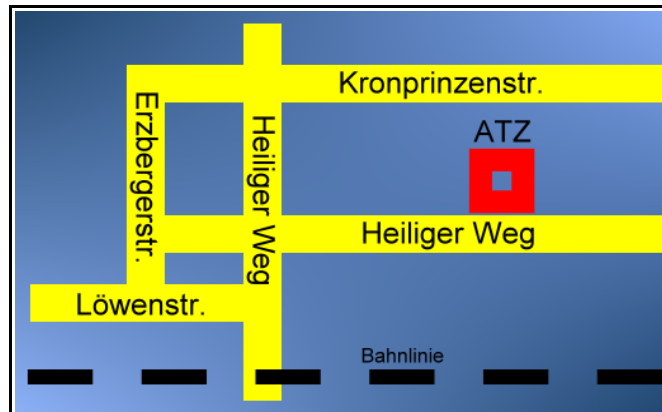 Kronprinzenstr.
Erzbergerstr.
Heiliger Weg
ATZ
Heiliger Weg
Löwenstr.
Bahnlinie